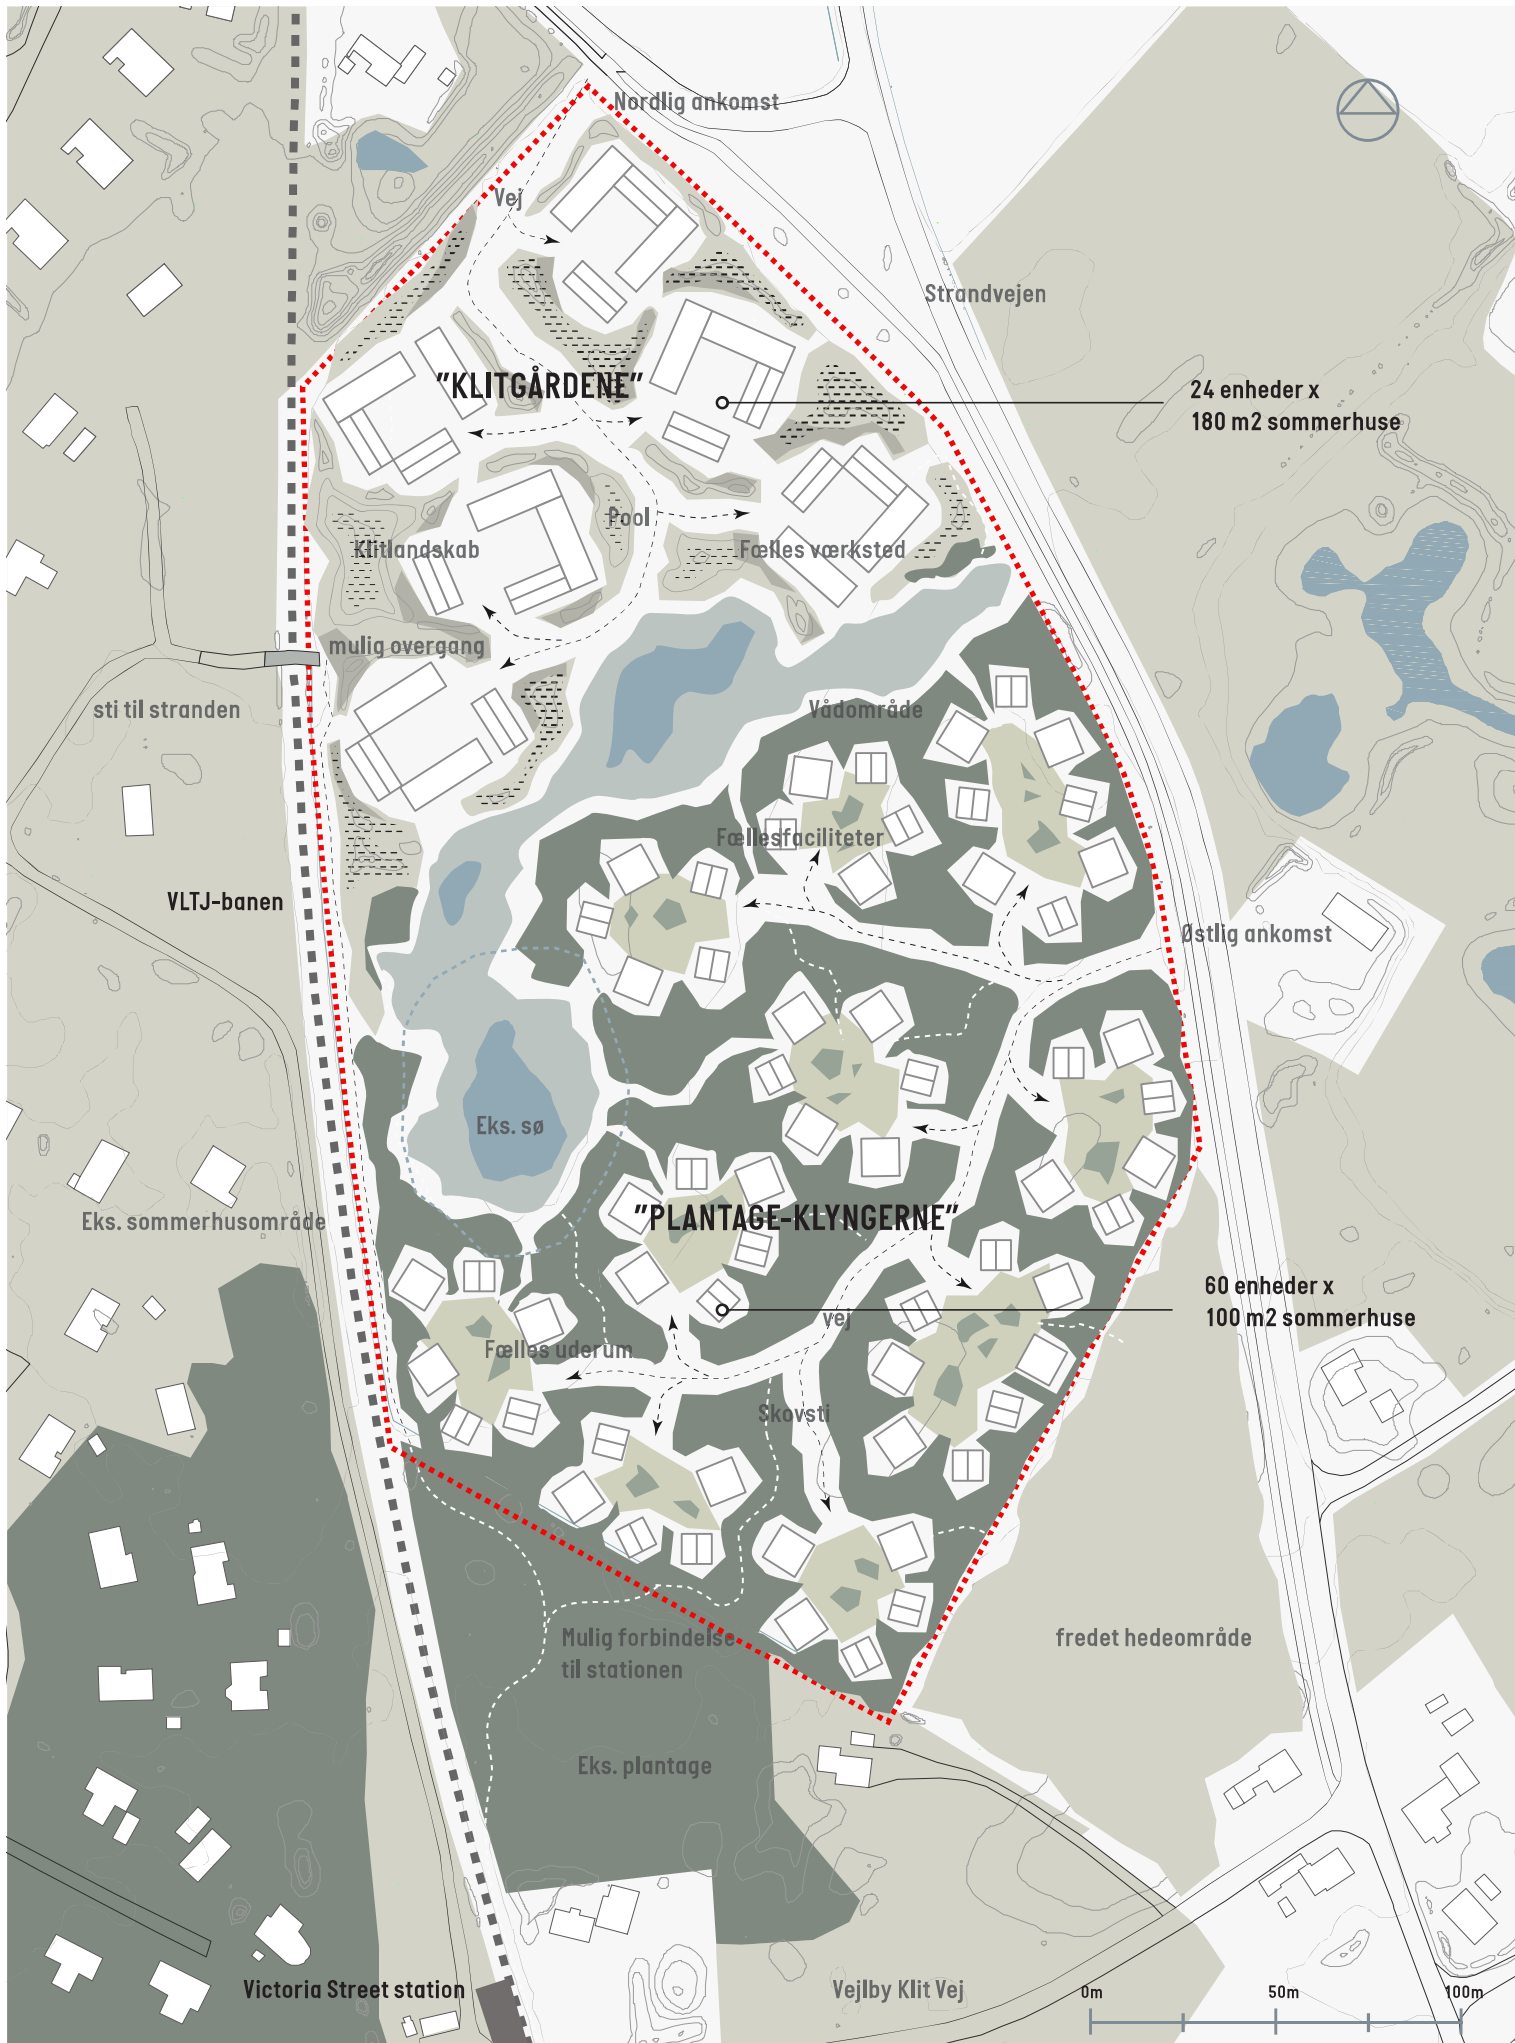 Nordlig ankomst
Vej
Strandvejen
"KLITGÅRDENE"
24 enheder x
180 m2 sommerhuse
Pool
Klitlandskab
Fælles værksted
mulig overgang
sti til stranden
Vådområde
Fællesfaciliteter
VLTJ-banen
Østlig ankomst
Eks. sø
Eks. sommerhusområde
"PLANTAGE-KLYNGERNE"
60 enheder x
100 m2 sommerhuse
vej
Fælles uderum
Skovsti
Mulig forbindelse
til stationen
fredet hedeområde
Eks. plantage
Victoria Street station
Vejlby Klit Vej
0m 50m 100m